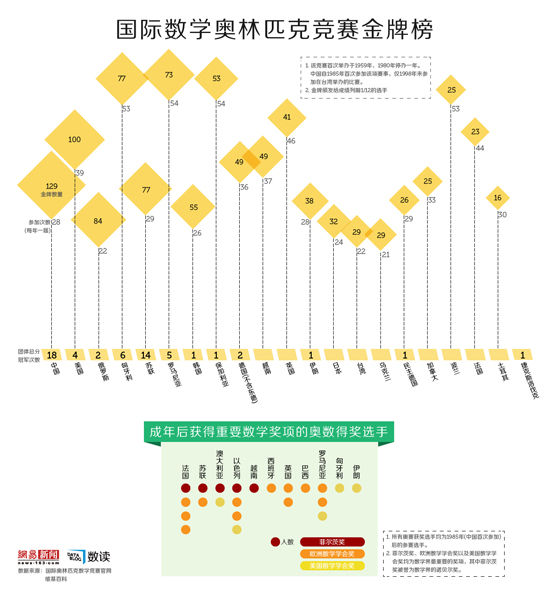 国际数学奥林匹克竞赛金牌榜
1. 该竞赛首次举办于1959年，1980年停办一年。
中国自1985年首次参加该项赛事，仅1998年未参
加在台湾举办的比赛。
2. 金牌颁发给成绩列前1/12的选手
77 53
73 54
53 54
25 53
41 46
23 44
100 39
129
金牌数量
参加次数 28
(每年一届)
84 22
77 29
55 26
49 36
49 37
38 28
32 24
29 22
29 21
26 29
25 33
16 30
团体总分
冠军次数
18 4 2 6 14 5 1 1 2 1 1 1
中国
美国
俄罗斯
匈牙利
苏联
罗马尼亚
韩国
保加利亚
德国(不含东德)
越南
英国
伊朗
日本
台湾
乌克兰
民主德国
加拿大
波兰
法国
土耳其
捷克斯洛伐克
成年后获得重要数学奖项的奥数得奖选手
法国
苏联
澳大利亚
以色列
越南
西班牙
英国
巴西
罗马尼亚
匈牙利
伊朗
人数
菲尔茨奖
欧洲数学学会奖
美国数学学会奖
1. 所有奥赛获奖选手均为1985年(中国首次参加)
后的参赛选手。
2. 菲尔茨奖、欧洲数学学会奖以及美国数学学
会奖均为数学界最重要的奖项，其中菲尔茨
奖被誉为数学界的诺贝尔奖。
網易 新闻
news·163·com
DATA BLOG 数读
数据来源：国际奥林匹克数学竞赛官网
维基百科